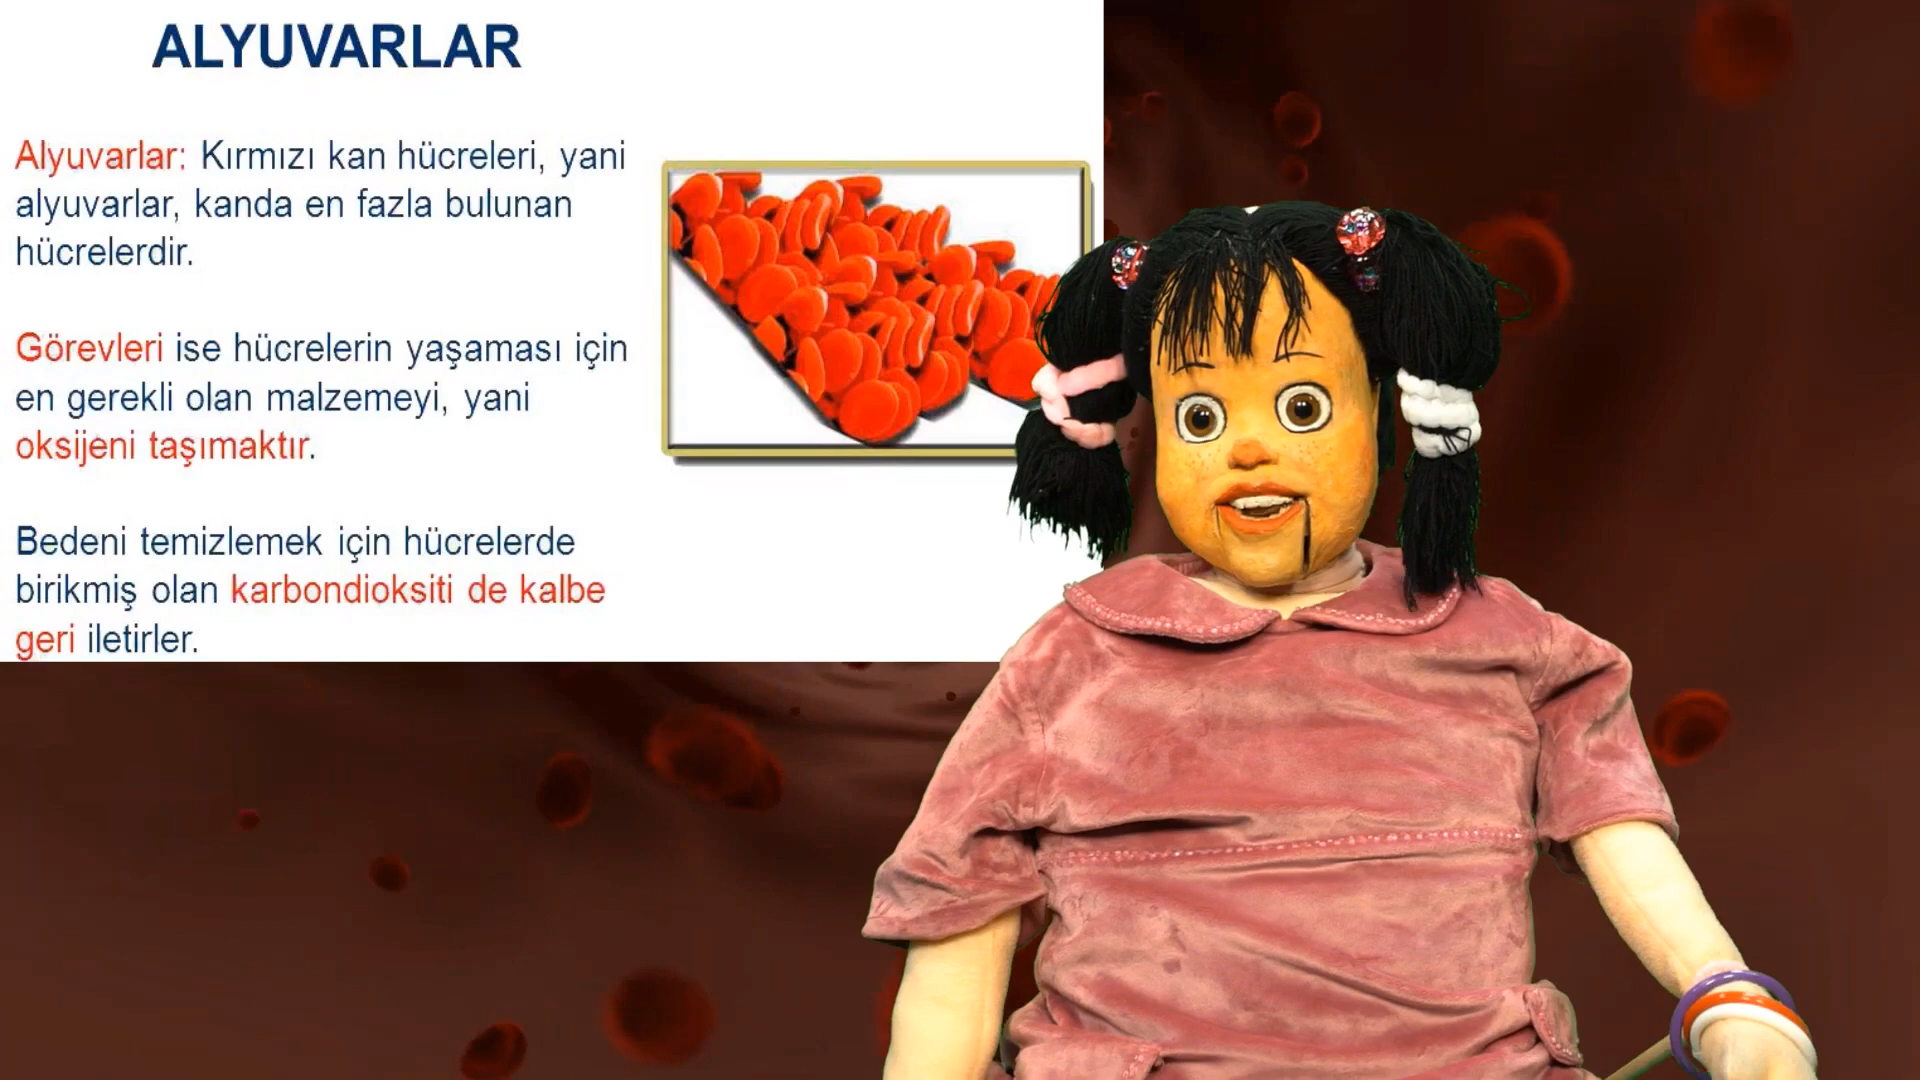 ALYUVARLAR
Alyuvarlar: Kırmızı kan hücreleri, yani
alyuvarlar, kanda en fazla bulunan
hücrelerdir.
Görevleri ise hücrelerin yaşaması için
en gerekli olan malzemeyi, yani
oksijeni taşımaktır.
Bedeni temizlemek için hücrelerde
birikmiş olan karbondioksiti de kalbe
geri iletirler.